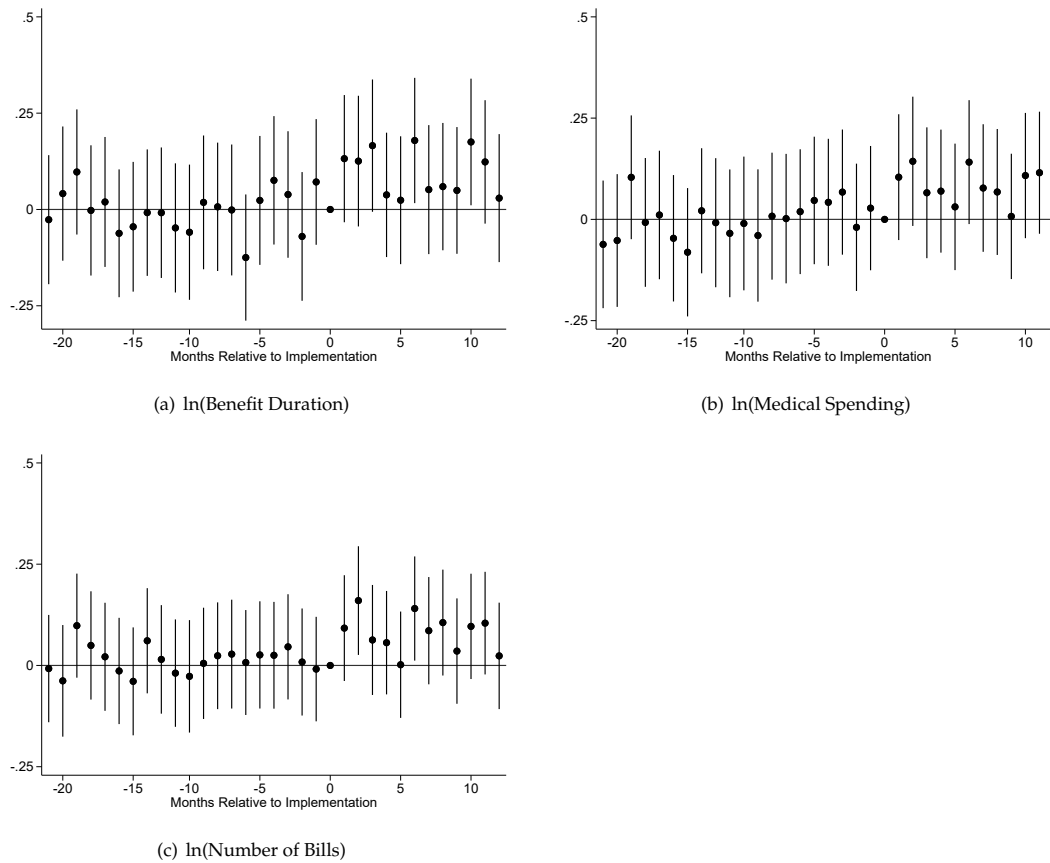 .5
.25
0
-.25
-20 -15 -10 -5 0 5 10
Months Relative to Implementation
(a) ln(Benefit Duration)
.5
.25
0
-.25
-20 -15 -10 -5 0 5 10
Months Relative to Implementation
(b) ln(Medical Spending)
.5
.25
0
-.25
-20 -15 -10 -5 0 5 10
Months Relative to Implementation
(c) ln(Number of Bills)